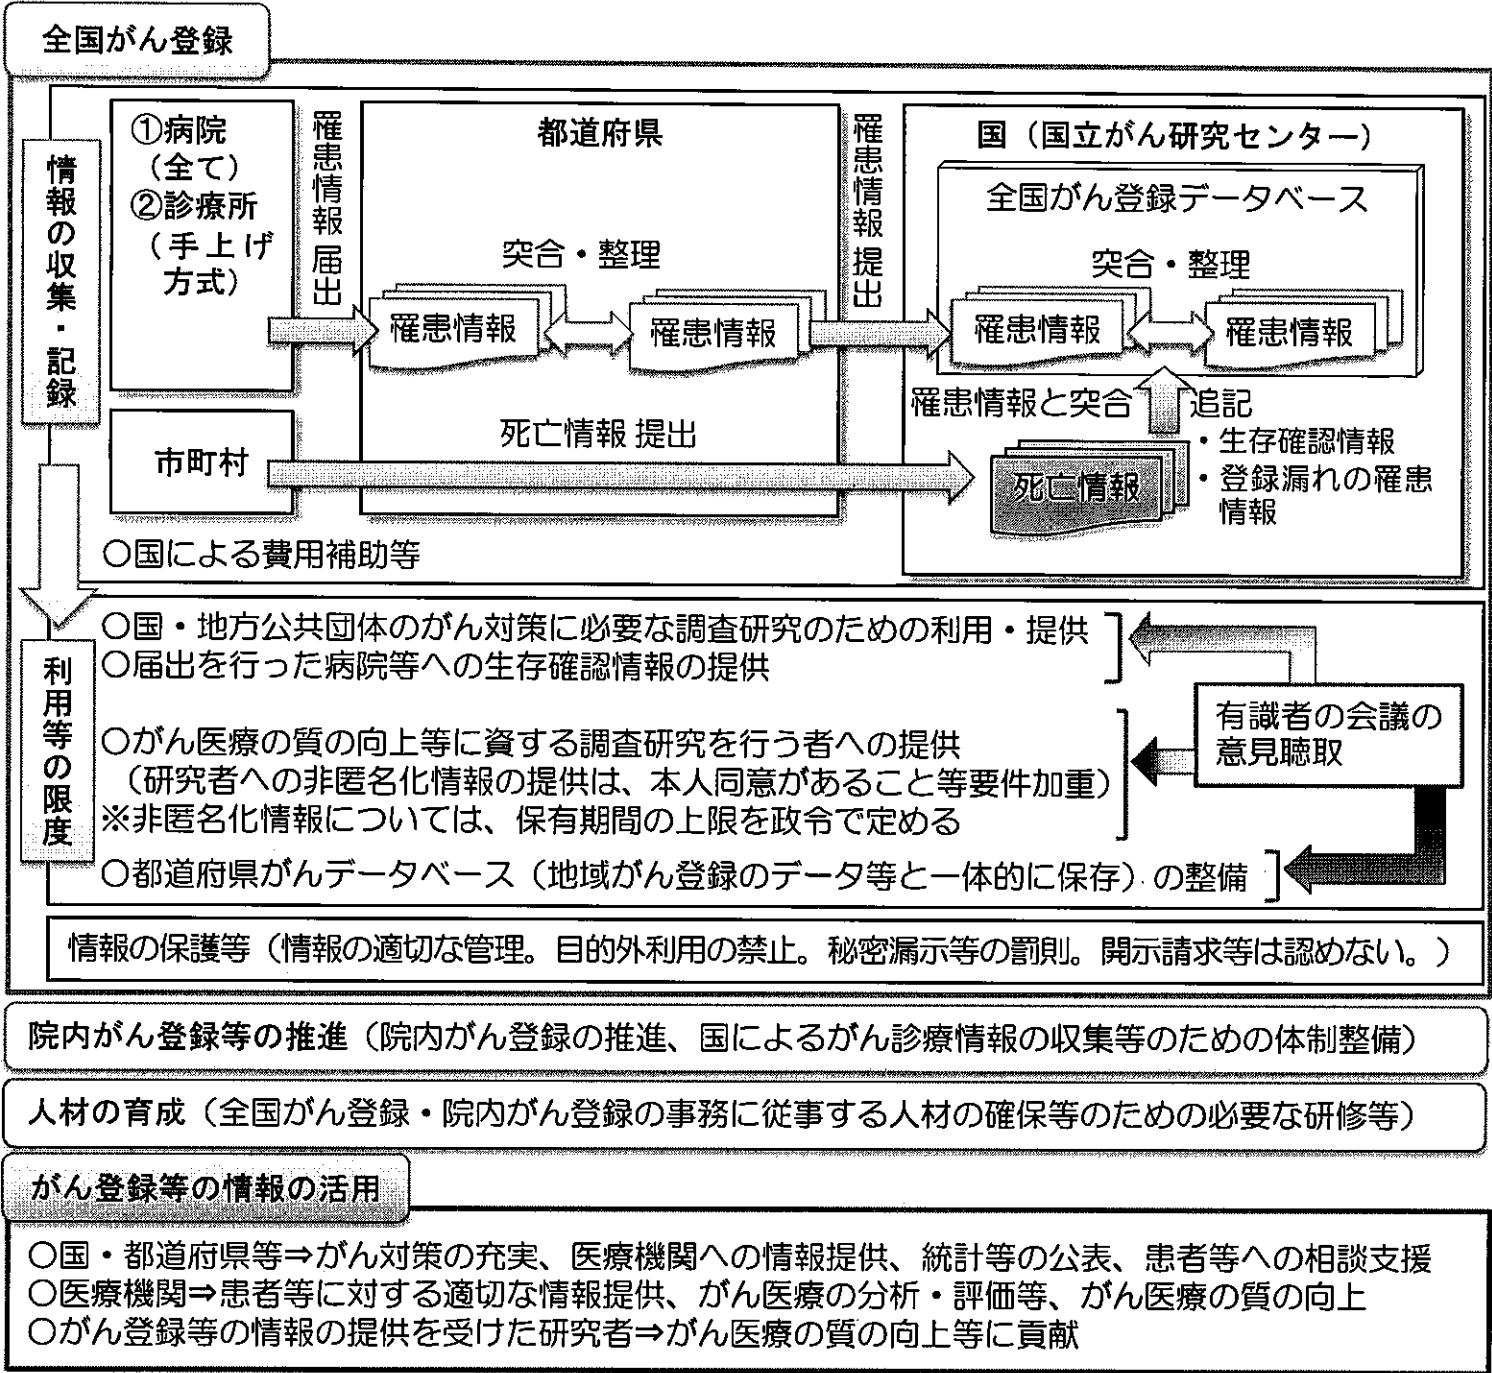 全国がん登録
情報の収集・記録
①病院
（全て）
②診療所
（手上げ
方式）
罹患情報 届出
都道府県
突合・整理
罹患情報
罹患情報
罹患情報 提出
国（国立がん研究センター）
全国がん登録データベース
突合・整理
罹患情報
罹患情報
罹患情報と突合
追記
・生存確認情報
・登録漏れの罹患
情報
市町村
死亡情報 提出
死亡情報
〇国による費用補助等
利用等の限度
〇国・地方公共団体のがん対策に必要な調査研究のための利用・提供
〇届出を行った病院等への生存確認情報の提供
〇がん医療の質の向上等に資する調査研究を行う者への提供
（研究者への非匿名化情報の提供は、本人同意があること等要件加重）
※非匿名化情報については、保有期間の上限を政令で定める
〇都道府県がんデータベース（地域がん登録のデータ等と一体的に保存）の整備
有識者の会議の
意見聴取
情報の保護等（情報の適切な管理。目的外利用の禁止。秘密漏示等の罰則。開示請求等は認めない。）
院内がん登録等の推進（院内がん登録の推進、国によるがん診療情報の収集等のための体制整備）
人材の育成（全国がん登録・院内がん登録の事務に従事する人材の確保等のための必要な研修等）
がん登録等の情報の活用
〇国・都道府県等⇒がん対策の充実、医療機関への情報提供、統計等の公表、患者等への相談支援
〇医療機関⇒患者等に対する適切な情報提供、がん医療の分析・評価等、がん医療の質の向上
〇がん登録等の情報の提供を受けた研究者⇒がん医療の質の向上等に貢献